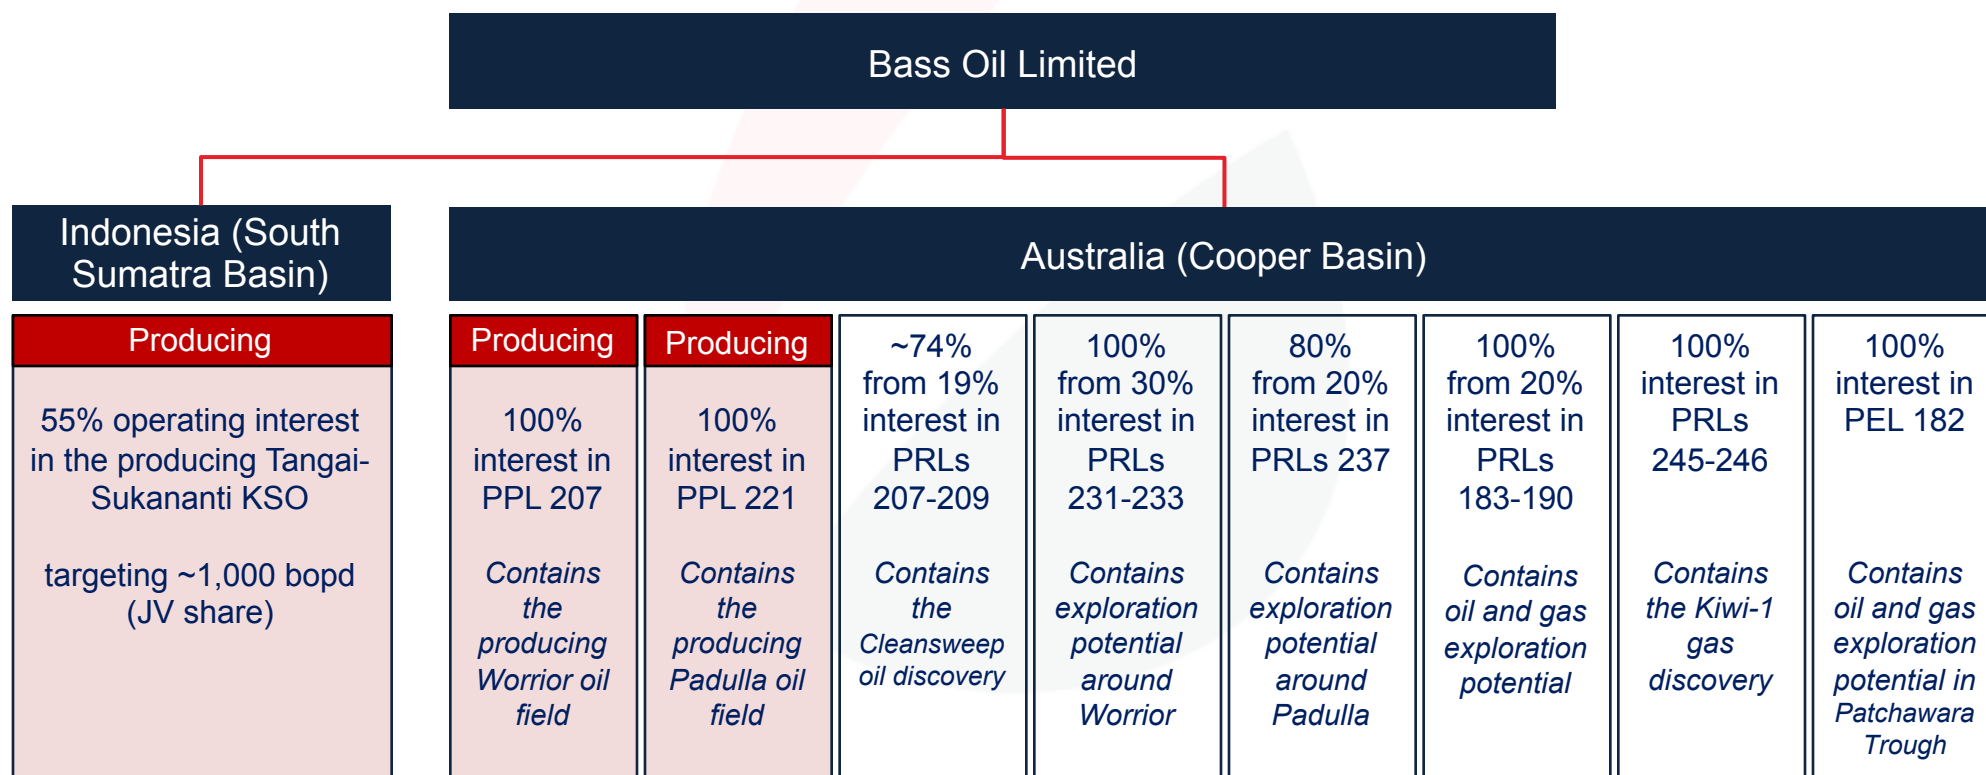 Bass Oil Limited
Indonesia (South
Sumatra Basin)
Australia (Cooper Basin)
Producing
55% operating interest
in the producing Tangai-
Sukananti KSO
targeting ~1,000 bopd
(JV share)
Producing
100%
interest in
PPL 207
Contains
the
producing
Worrior oil
field
Producing
100%
interest in
PPL 221
Contains
the
producing
Padulla oil
field
~74%
from 19%
interest in
PRLs
207-209
Contains
the
Cleansweep
oil discovery
100%
from 30%
interest in
PRLs
231-233
Contains
exploration
potential
around
Worrior
80%
from 20%
interest in
PRLs 237
Contains
exploration
potential
around
Padulla
100%
from 20%
interest in
PRLs
183-190
Contains
oil and gas
exploration
potential
100%
interest in
PRLs
245-246
Contains
the Kiwi-1
gas
discovery
100%
interest in
PEL 182
Contains
oil and gas
exploration
potential in
Patchawara
Trough